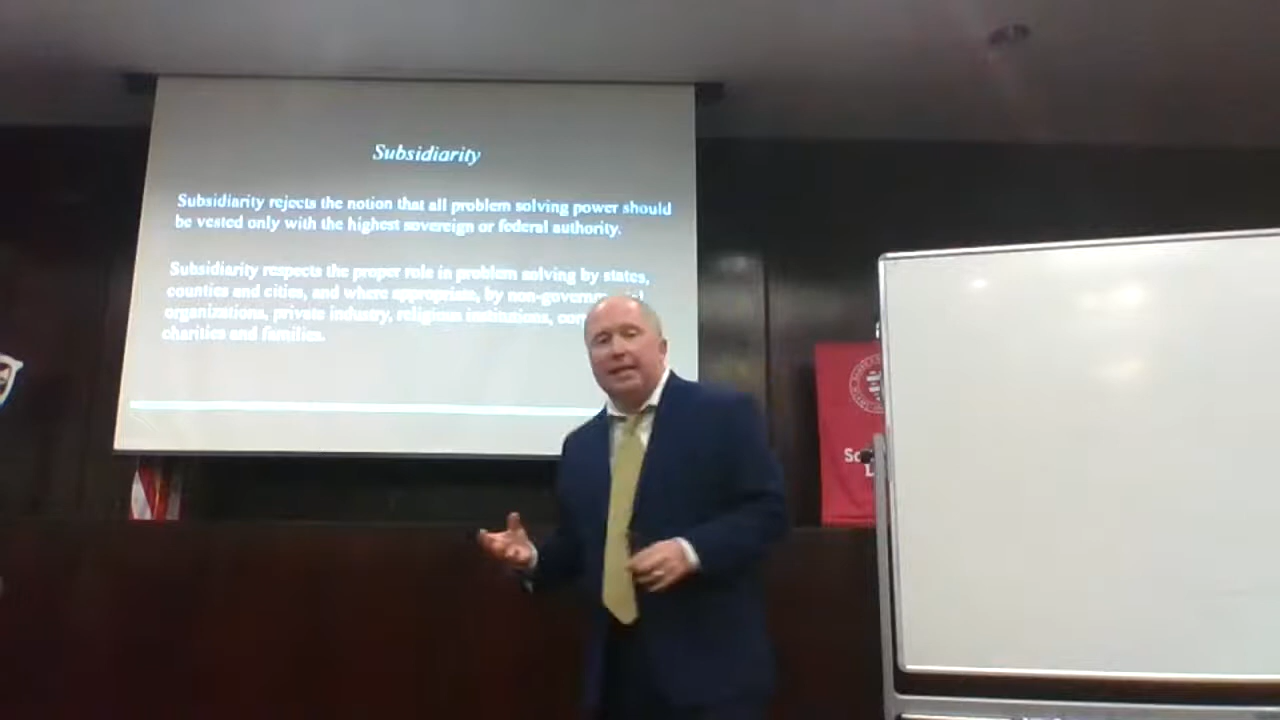 Subsidiarity
Subsidiarity rejects the notion that all problem solving power should
be vested only with the highest sovereign or federal authority.
Subsidiarity respects the proper role in problem solving by states,
counties and cities, and where appropriate, by
organizations, private industry, religious institutions,
charities and families.